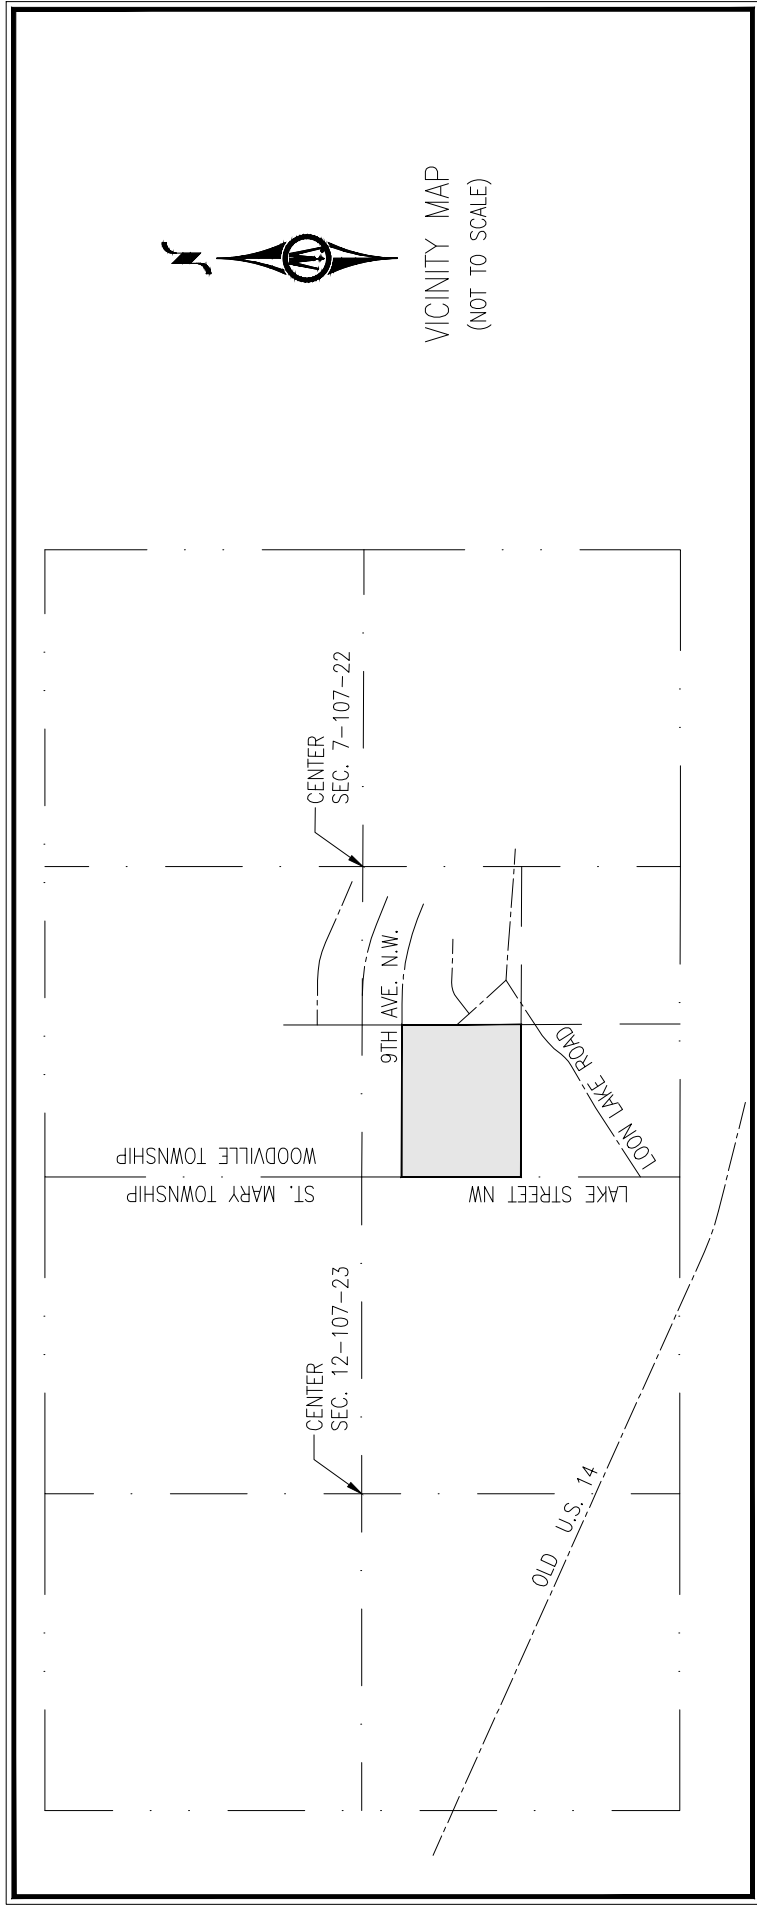 VICINITY MAP
(NOT TO SCALE)
CENTER
SEC. 7-107-22
9TH AVE. N.W.
LOON LAKE ROAD
WOODVILLE TOWNSHIP
ST. MARY TOWNSHIP
LAKE STREET NW
CENTER
SEC. 12-107-23
OLD U.S. 14
N